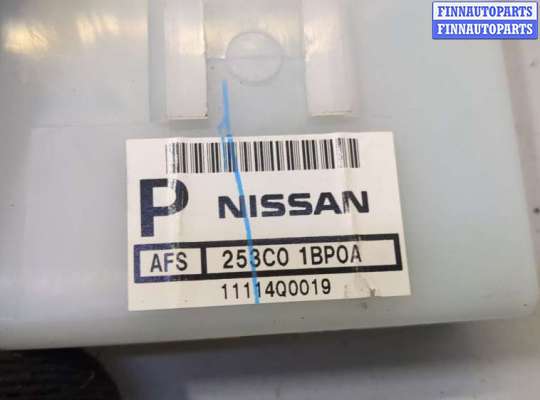 FINNAUTOPARTS
FINNAUTOPARTS
P NISSAN
AFS 253C0 1BP0A
11114Q0019